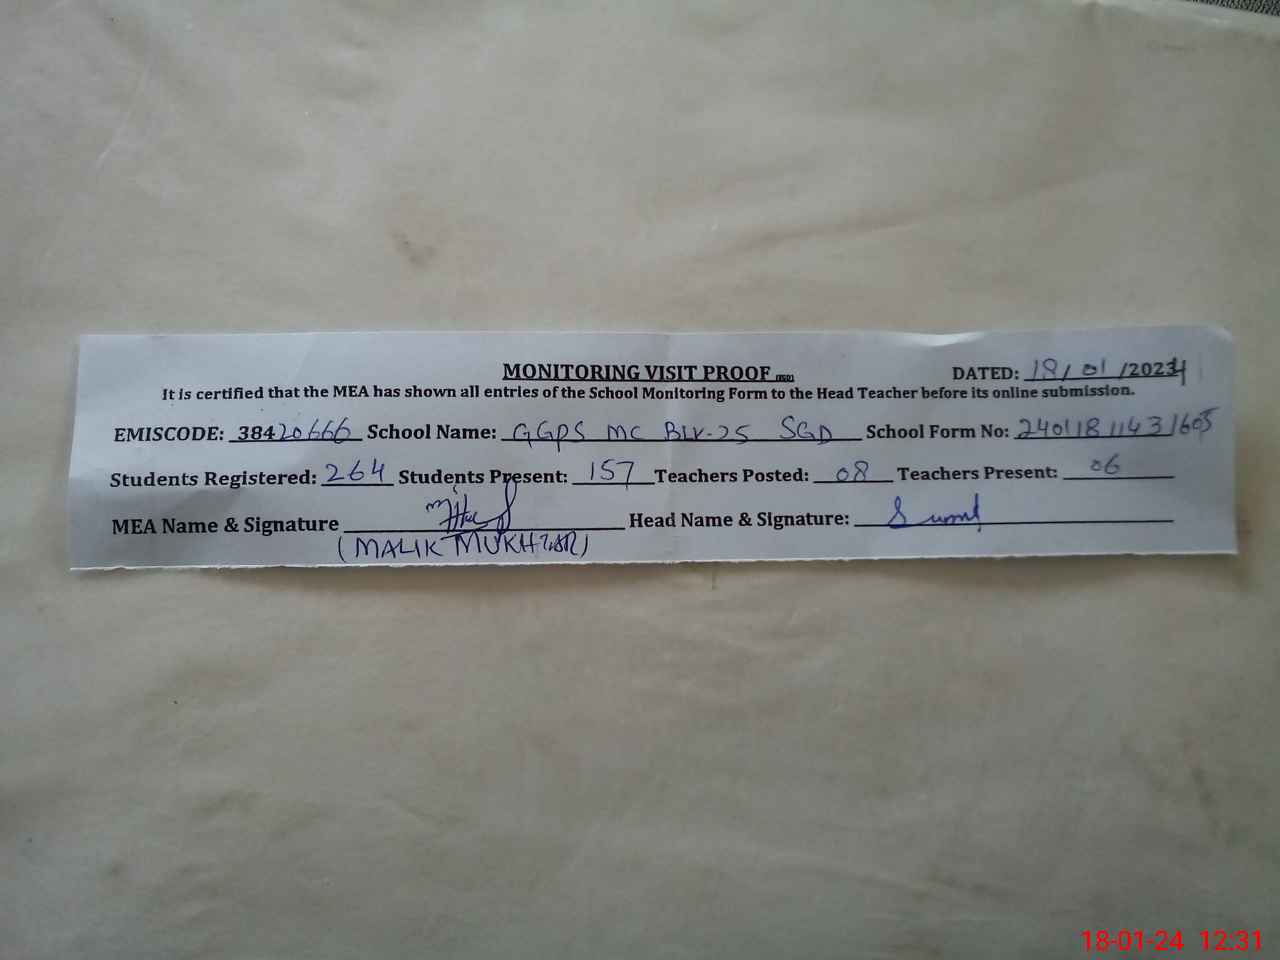 MONITORING VISIT PROOF
DATED: 18/01/2024
It is certified that the MEA has shown all entries of the School Monitoring Form to the Head Teacher before its online submission.
EMISCODE: 38420666 School Name: GGPS MC BLK-25 SGD School Form No: 24011811431605
Students Registered: 264 Students Present: 157 Teachers Posted: 08 Teachers Present: 06
MEA Name & Signature Head Name & Signature:
(MALIK MUKHTAR)
18-01-24 12:31